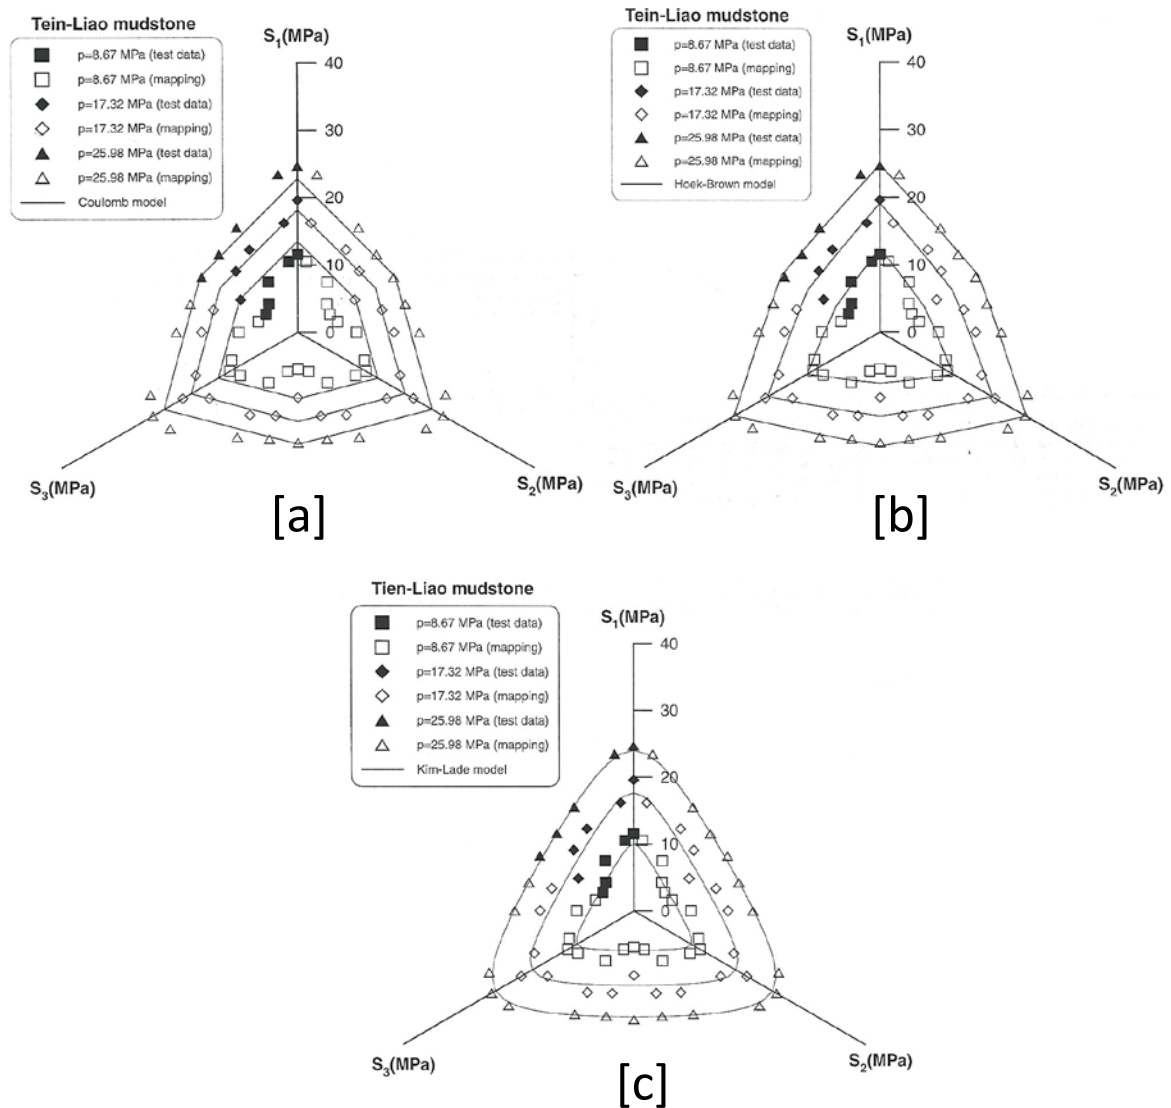 Tein-Liao mudstone
p=8.67 MPa (test data)
p=8.67 MPa (mapping)
p=17.32 MPa (test data)
p=17.32 MPa (mapping)
p=25.98 MPa (test data)
p=25.98 MPa (mapping)
Coulomb model
S₁(MPa)
40
30
20
10
0
S₃(MPa)
S₂(MPa)
[a]
Tein-Liao mudstone
p=8.67 MPa (test data)
p=8.67 MPa (mapping)
p=17.32 MPa (test data)
p=17.32 MPa (mapping)
p=25.98 MPa (test data)
p=25.98 MPa (mapping)
Hoek-Brown model
S₁(MPa)
40
30
20
10
0
S₃(MPa)
S₂(MPa)
[b]
Tien-Liao mudstone
p=8.67 MPa (test data)
p=8.67 MPa (mapping)
p=17.32 MPa (test data)
p=17.32 MPa (mapping)
p=25.98 MPa (test data)
p=25.98 MPa (mapping)
Kim-Lade model
S₁(MPa)
40
30
20
10
0
S₃(MPa)
S₂(MPa)
[c]